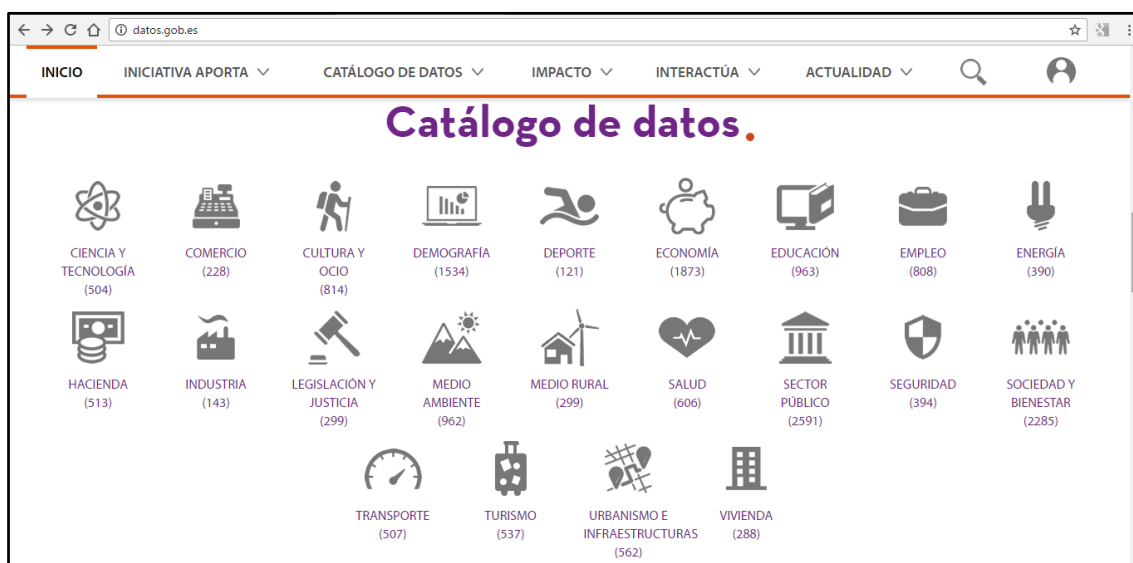 datos.gob.es
INICIO INICIATIVA APORTA CATÁLOGO DE DATOS IMPACTO INTERACTÚA ACTUALIDAD
Catálogo de datos.
CIENCIA Y COMERCIO CULTURA Y DEMOGRAFÍA DEPORTE ECONOMÍA EDUCACIÓN EMPLEO ENERGÍA
TECNOLOGÍA (228) OCIO (1534) (121) (1873) (963) (808) (390)
(504) (814)
HACIENDA INDUSTRIA LEGISLACIÓN Y MEDIO MEDIO RURAL SALUD SECTOR SEGURIDAD SOCIEDAD Y
(513) (143) JUSTICIA AMBIENTE (299) (606) PÚBLICO (394) BIENESTAR
(299) (962) (2591) (2285)
TRANSPORTE TURISMO URBANISMO E VIVIENDA
(507) (537) INFRAESTRUCTURAS (288)
(562)